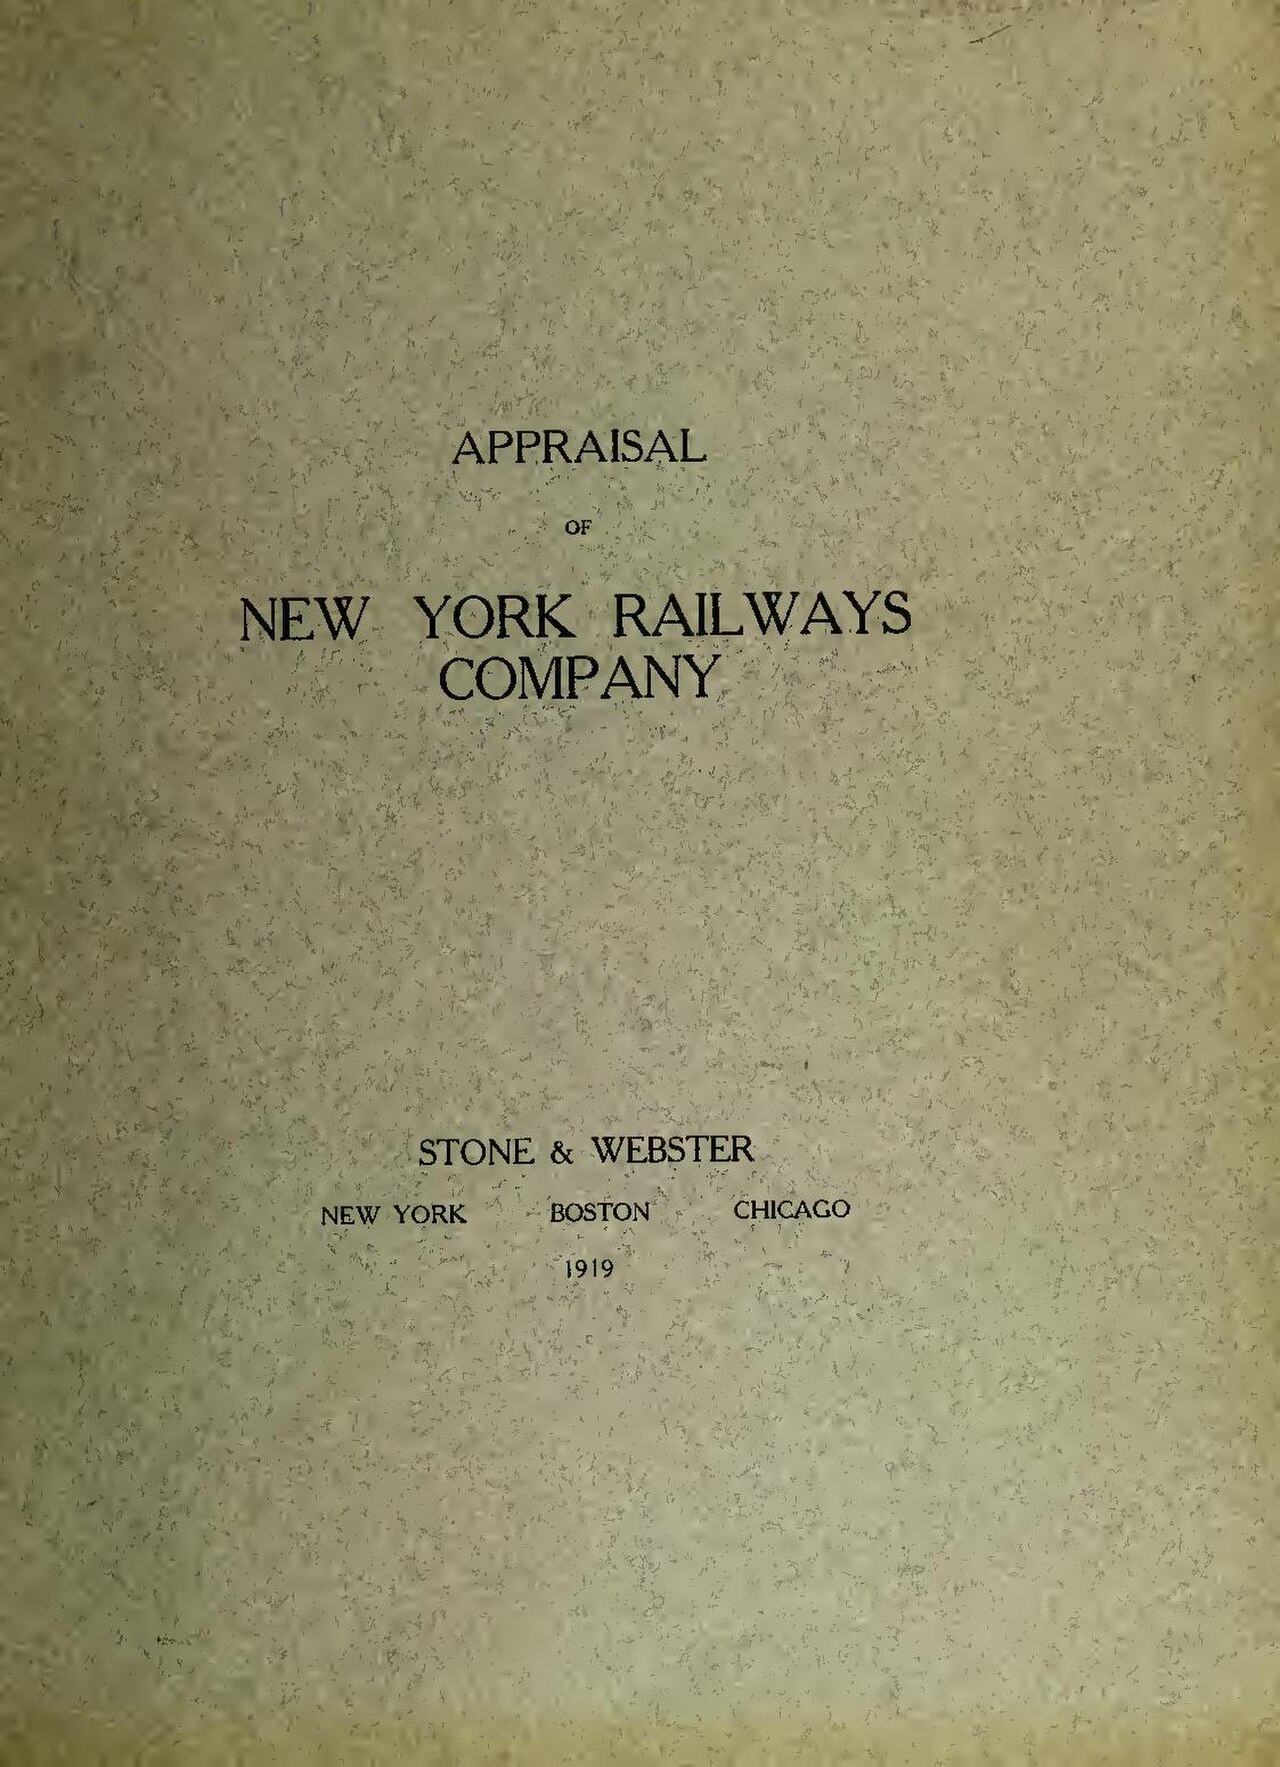 APPRAISAL
OF
NEW YORK RAILWAYS
COMPANY
STONE & WEBSTER
NEW YORK BOSTON CHICAGO
1919